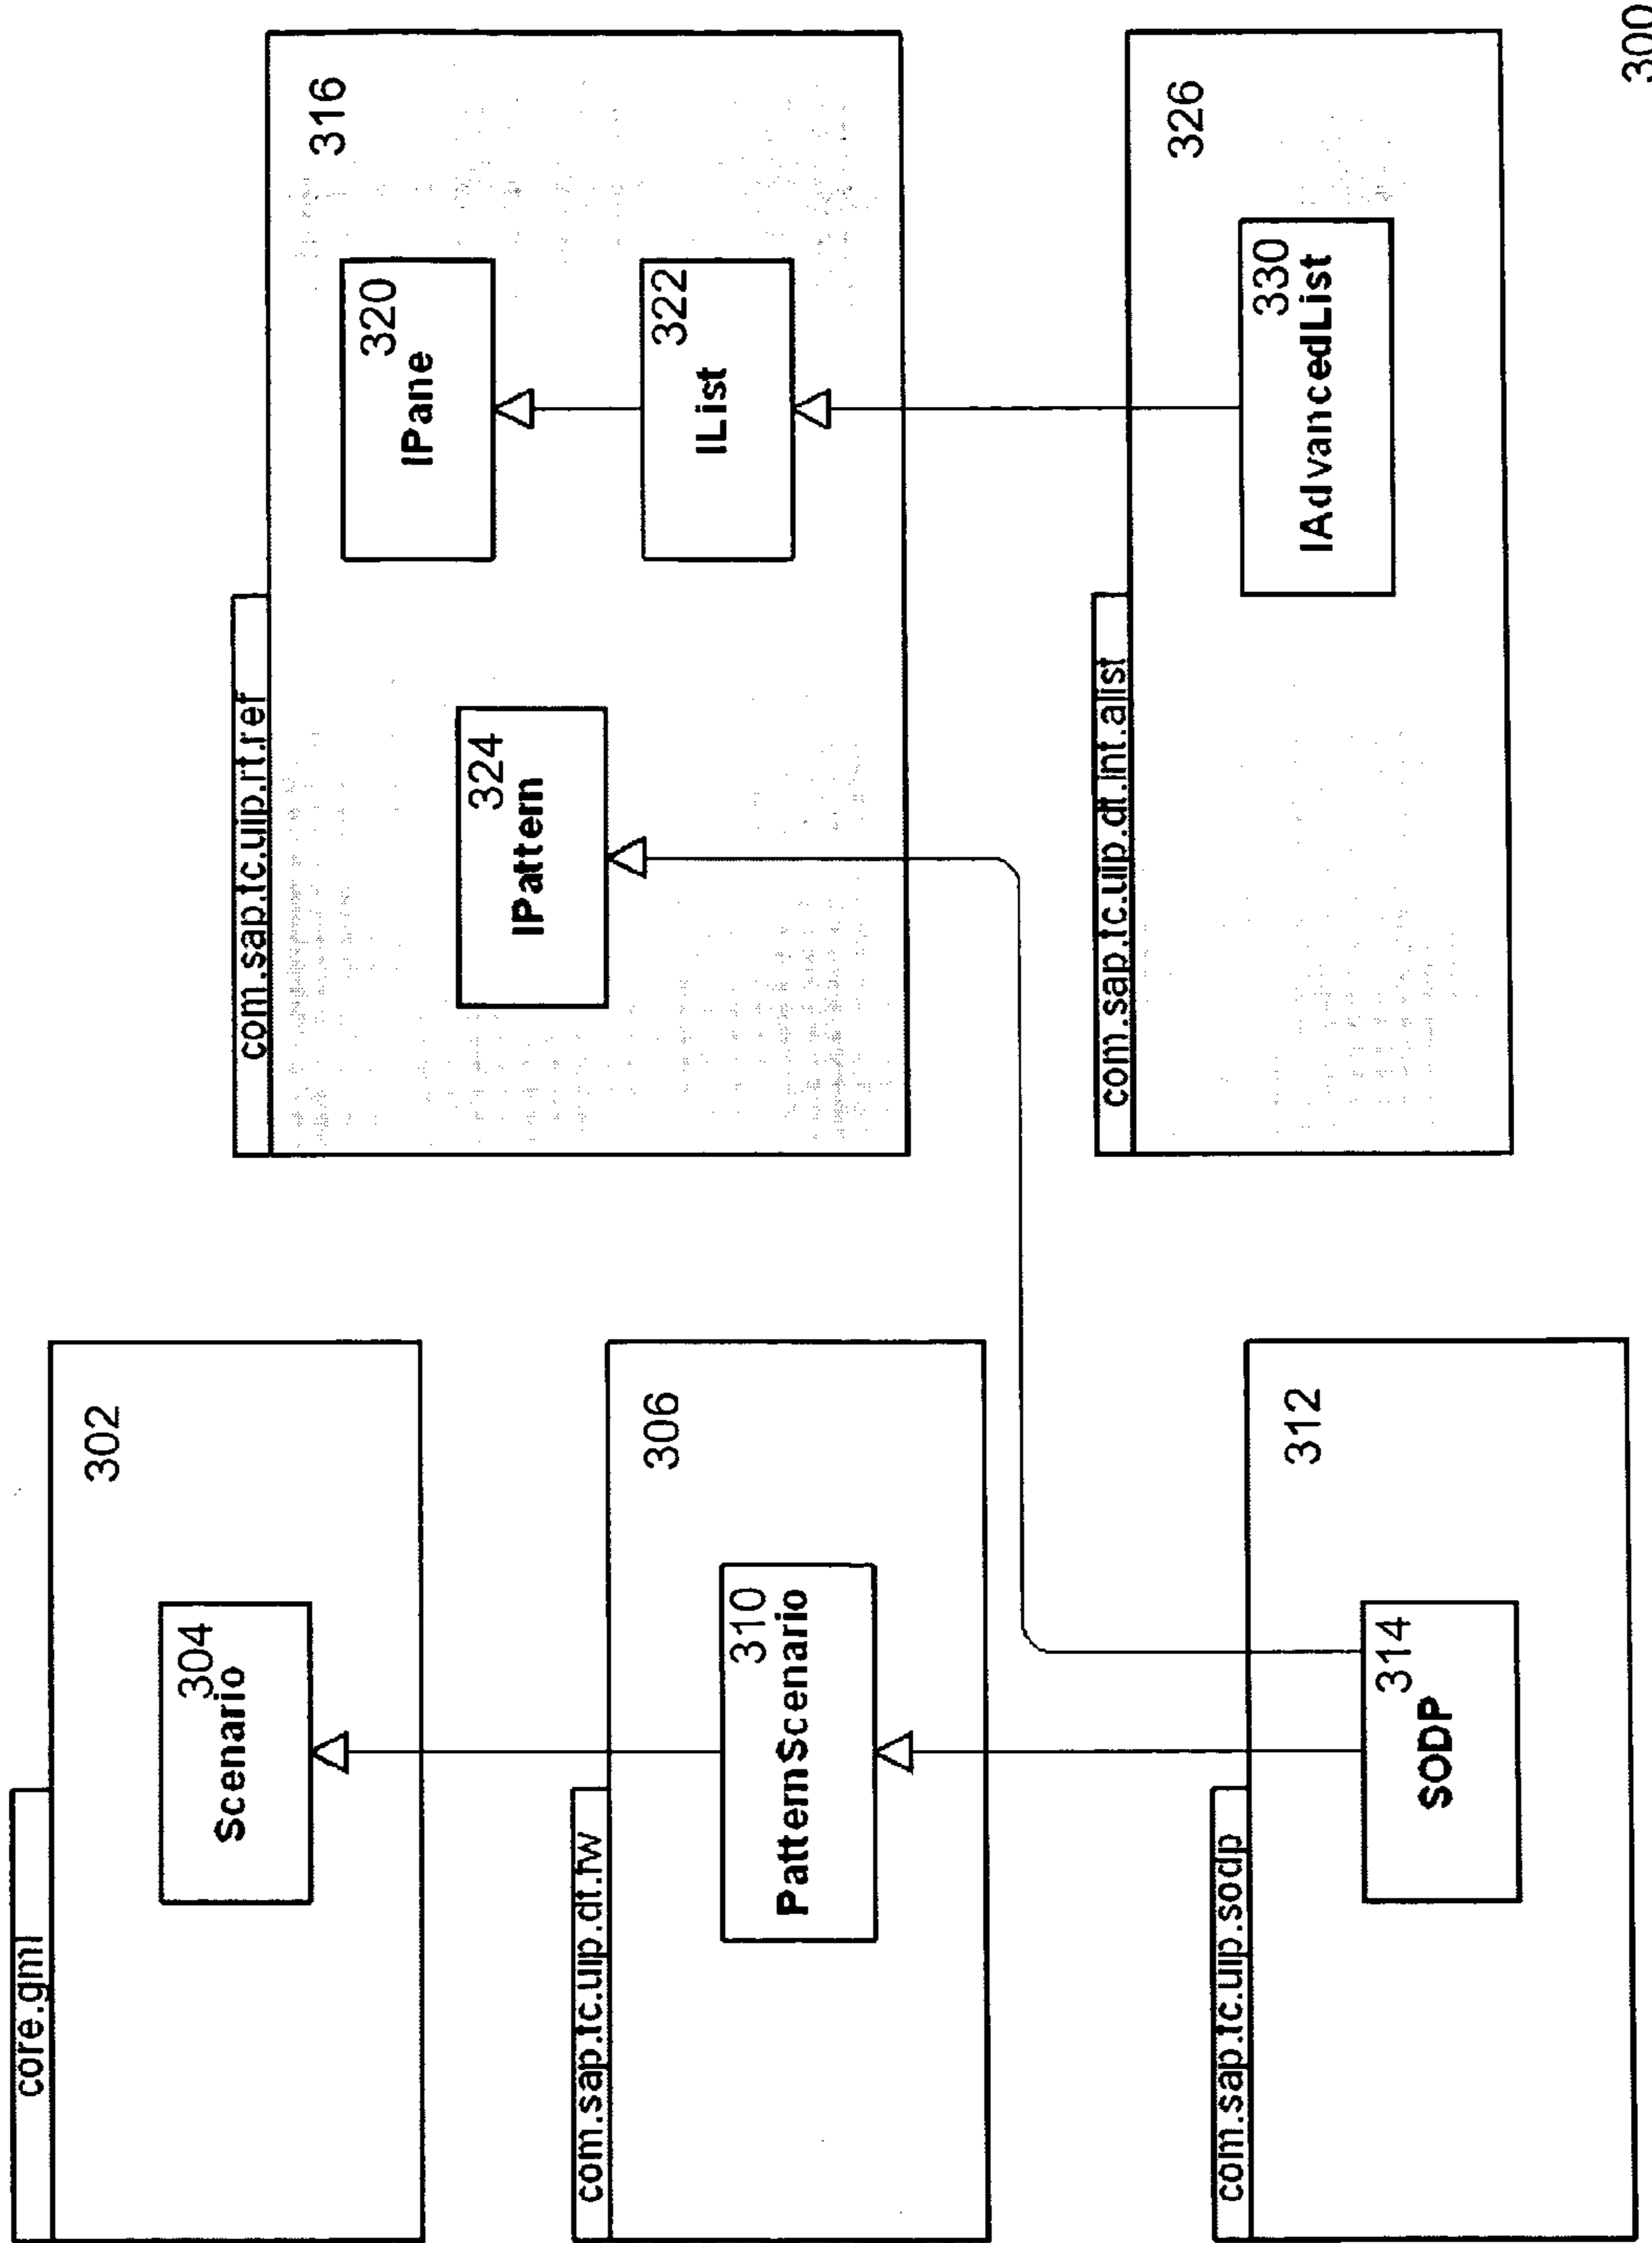 core.gml
302
304
Scenario
com.sap.tc.uip.dt.fw
306
310
PatternScenario
com.sap.tc.uip.sodp
312
314
SODP
com.sap.tc.uip.rt.ref
316
324
IPattern
320
IPane
322
IList
com.sap.tc.uip.dt.int.alist
326
330
IAdvancedList
300